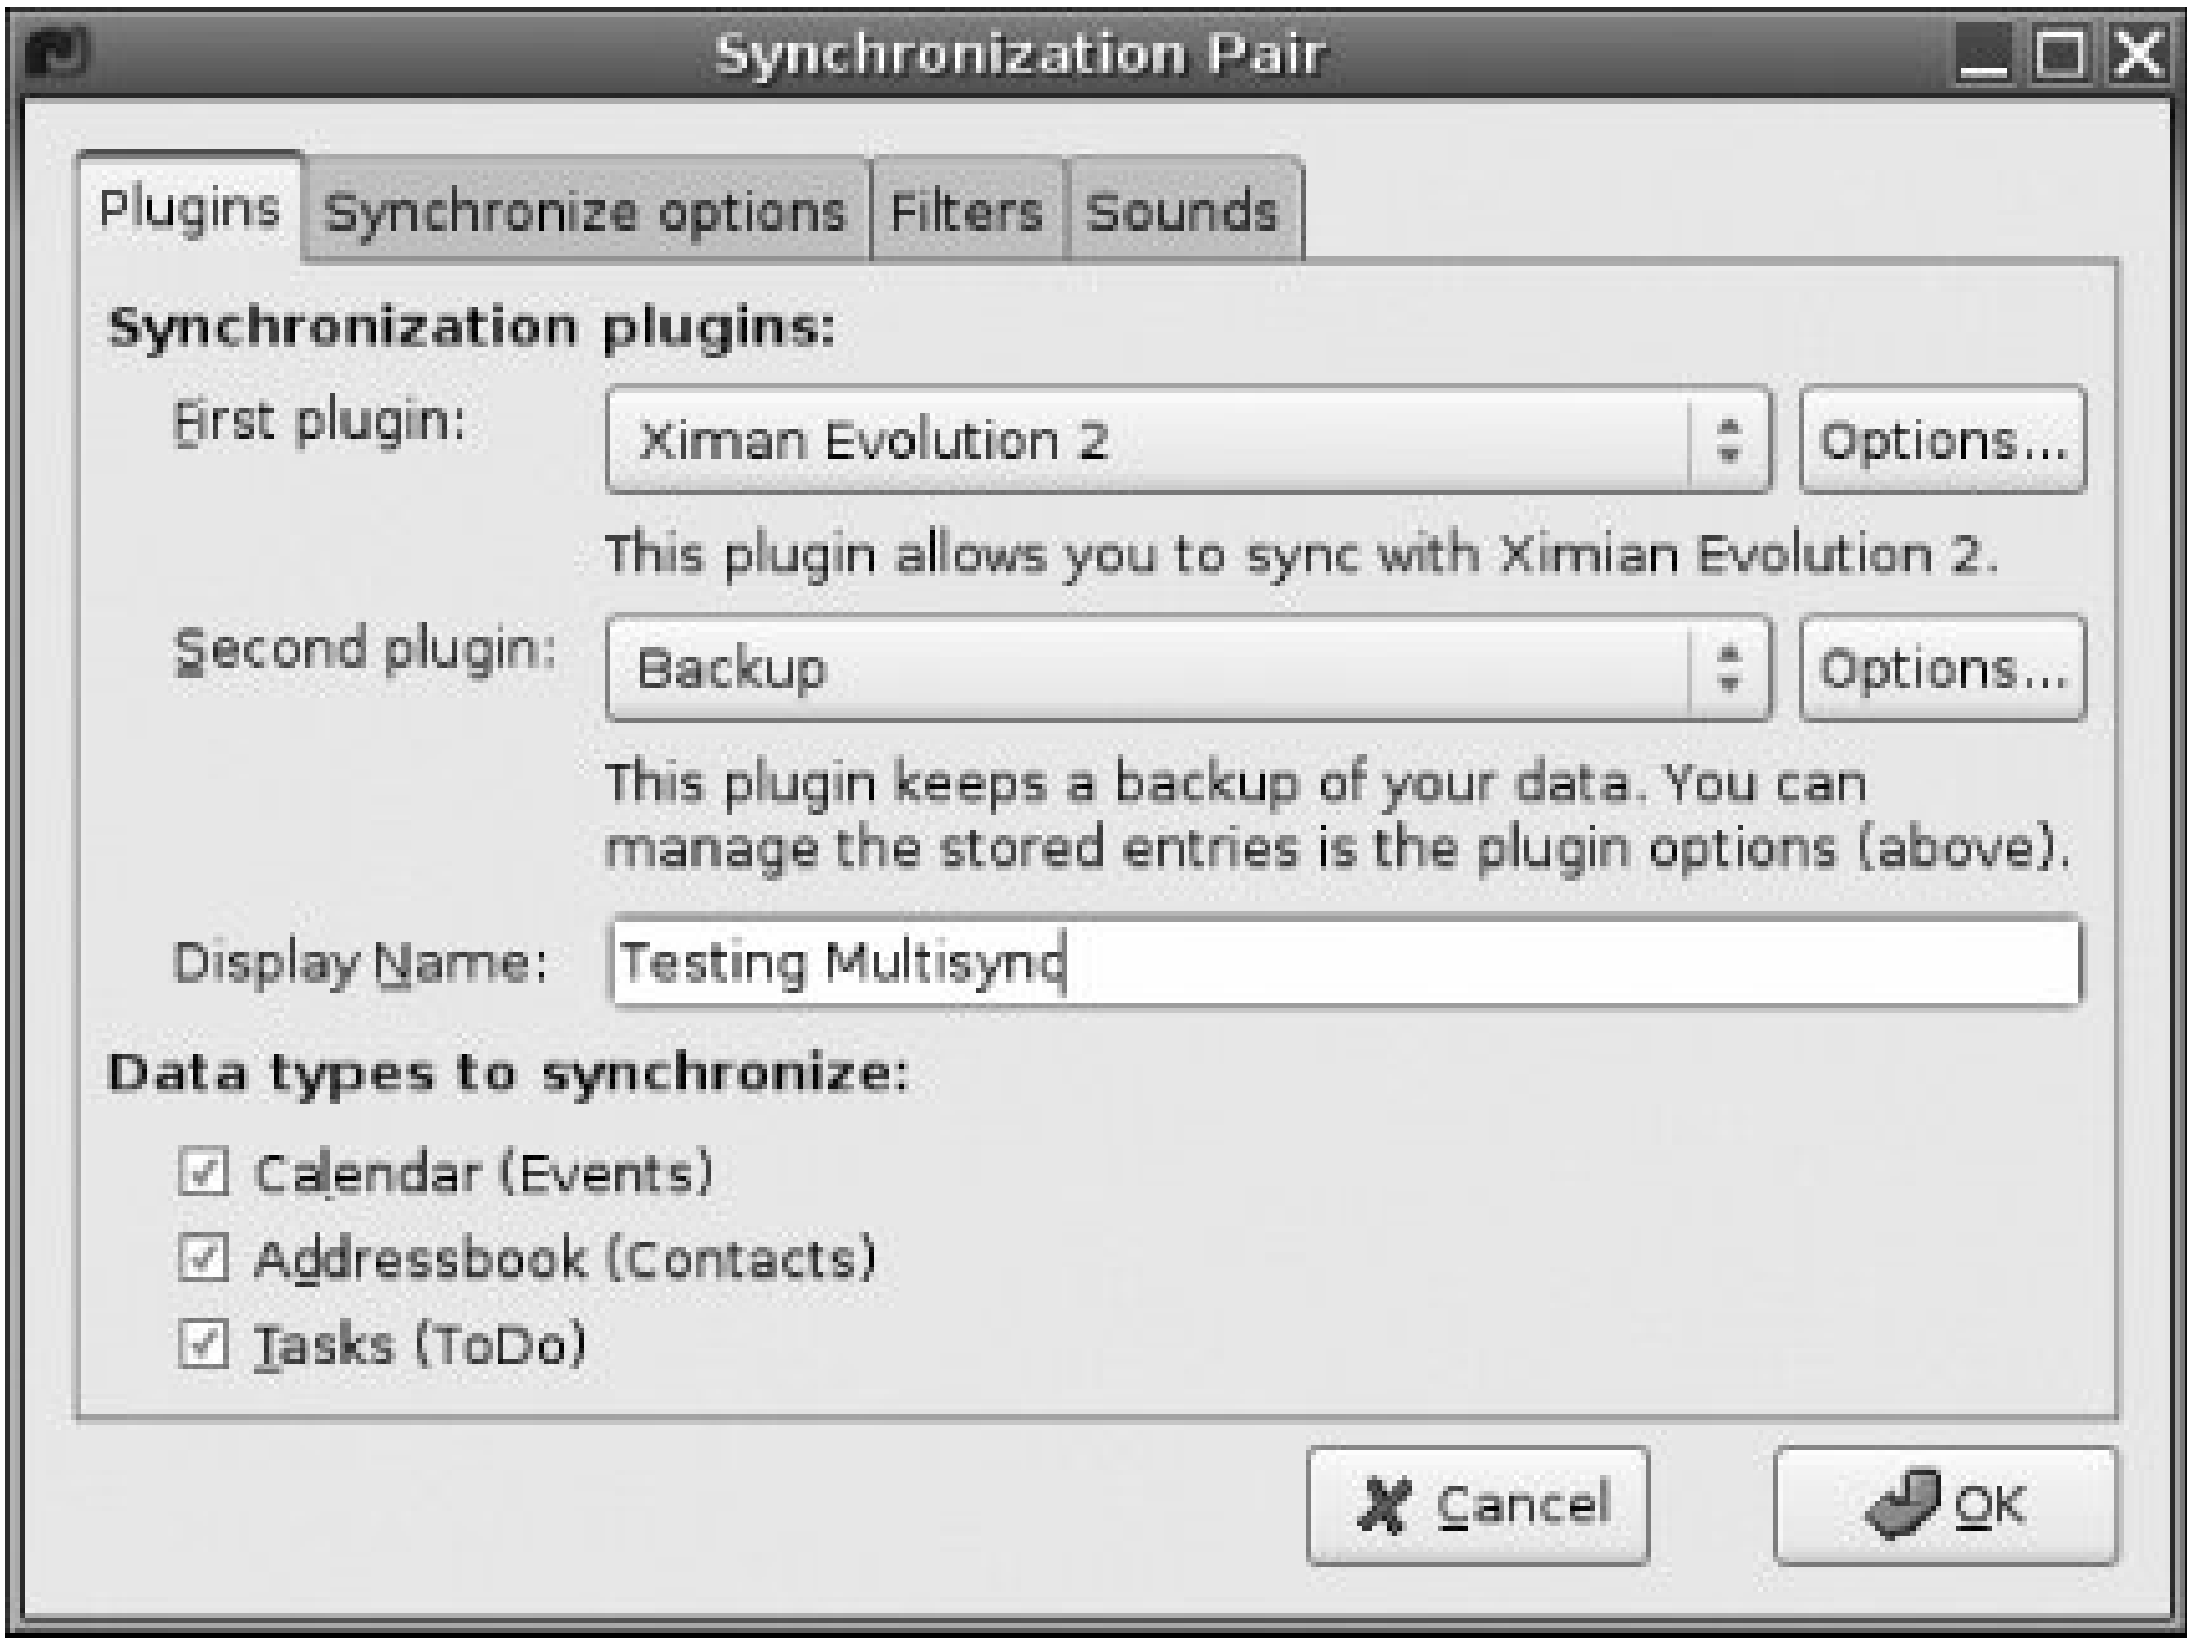 Synchronization Pair
Plugins Synchronize options Filters Sounds
Synchronization plugins:
First plugin: Ximan Evolution 2 Options...
This plugin allows you to sync with Ximian Evolution 2.
Second plugin: Backup Options...
This plugin keeps a backup of your data. You can
manage the stored entries is the plugin options (above).
Display Name: Testing Multisync
Data types to synchronize:
Calendar (Events)
Addressbook (Contacts)
Tasks (ToDo)
Cancel OK